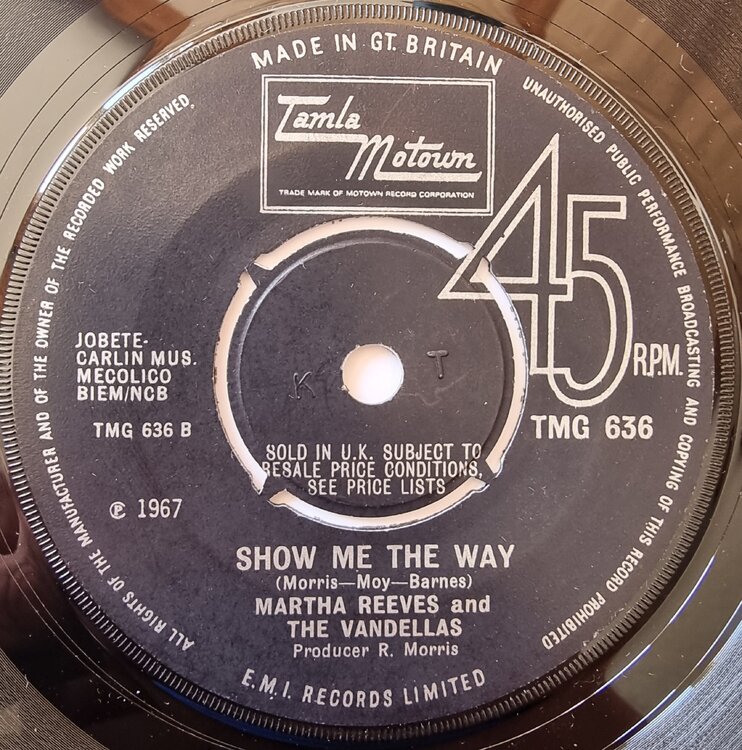 MADE IN GT. BRITAIN
UNAUTHORISED PUBLIC PERFORMANCE BROADCASTING AND COPYING OF THIS RECORD PROHIBITED
ALL RIGHTS OF THE MANUFACTURER AND OF THE OWNER OF THE RECORDED WORK RESERVED.
Tamla
Motown
TRADE MARK OF MOTOWN RECORD CORPORATION
45
R.P.M.
JOBETE-
CARLIN MUS.
MECOLICO
BIEM/NCB
TMG 636 B
℗ 1967
TMG 636
K T
SOLD IN U.K. SUBJECT TO
RESALE PRICE CONDITIONS,
SEE PRICE LISTS
SHOW ME THE WAY
(Morris—Moy—Barnes)
MARTHA REEVES and
THE VANDELLAS
Producer R. Morris
E.M.I. RECORDS LIMITED